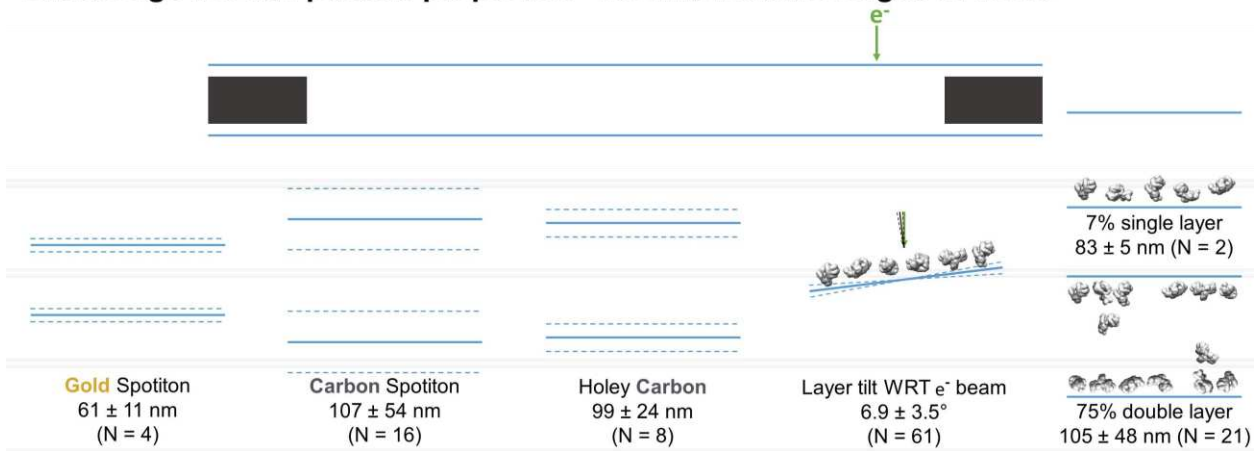 e⁻
Gold Spotiton
61 ± 11 nm
(N = 4)
Carbon Spotiton
107 ± 54 nm
(N = 16)
Holey Carbon
99 ± 24 nm
(N = 8)
Layer tilt WRT e⁻ beam
6.9 ± 3.5°
(N = 61)
7% single layer
83 ± 5 nm (N = 2)
75% double layer
105 ± 48 nm (N = 21)